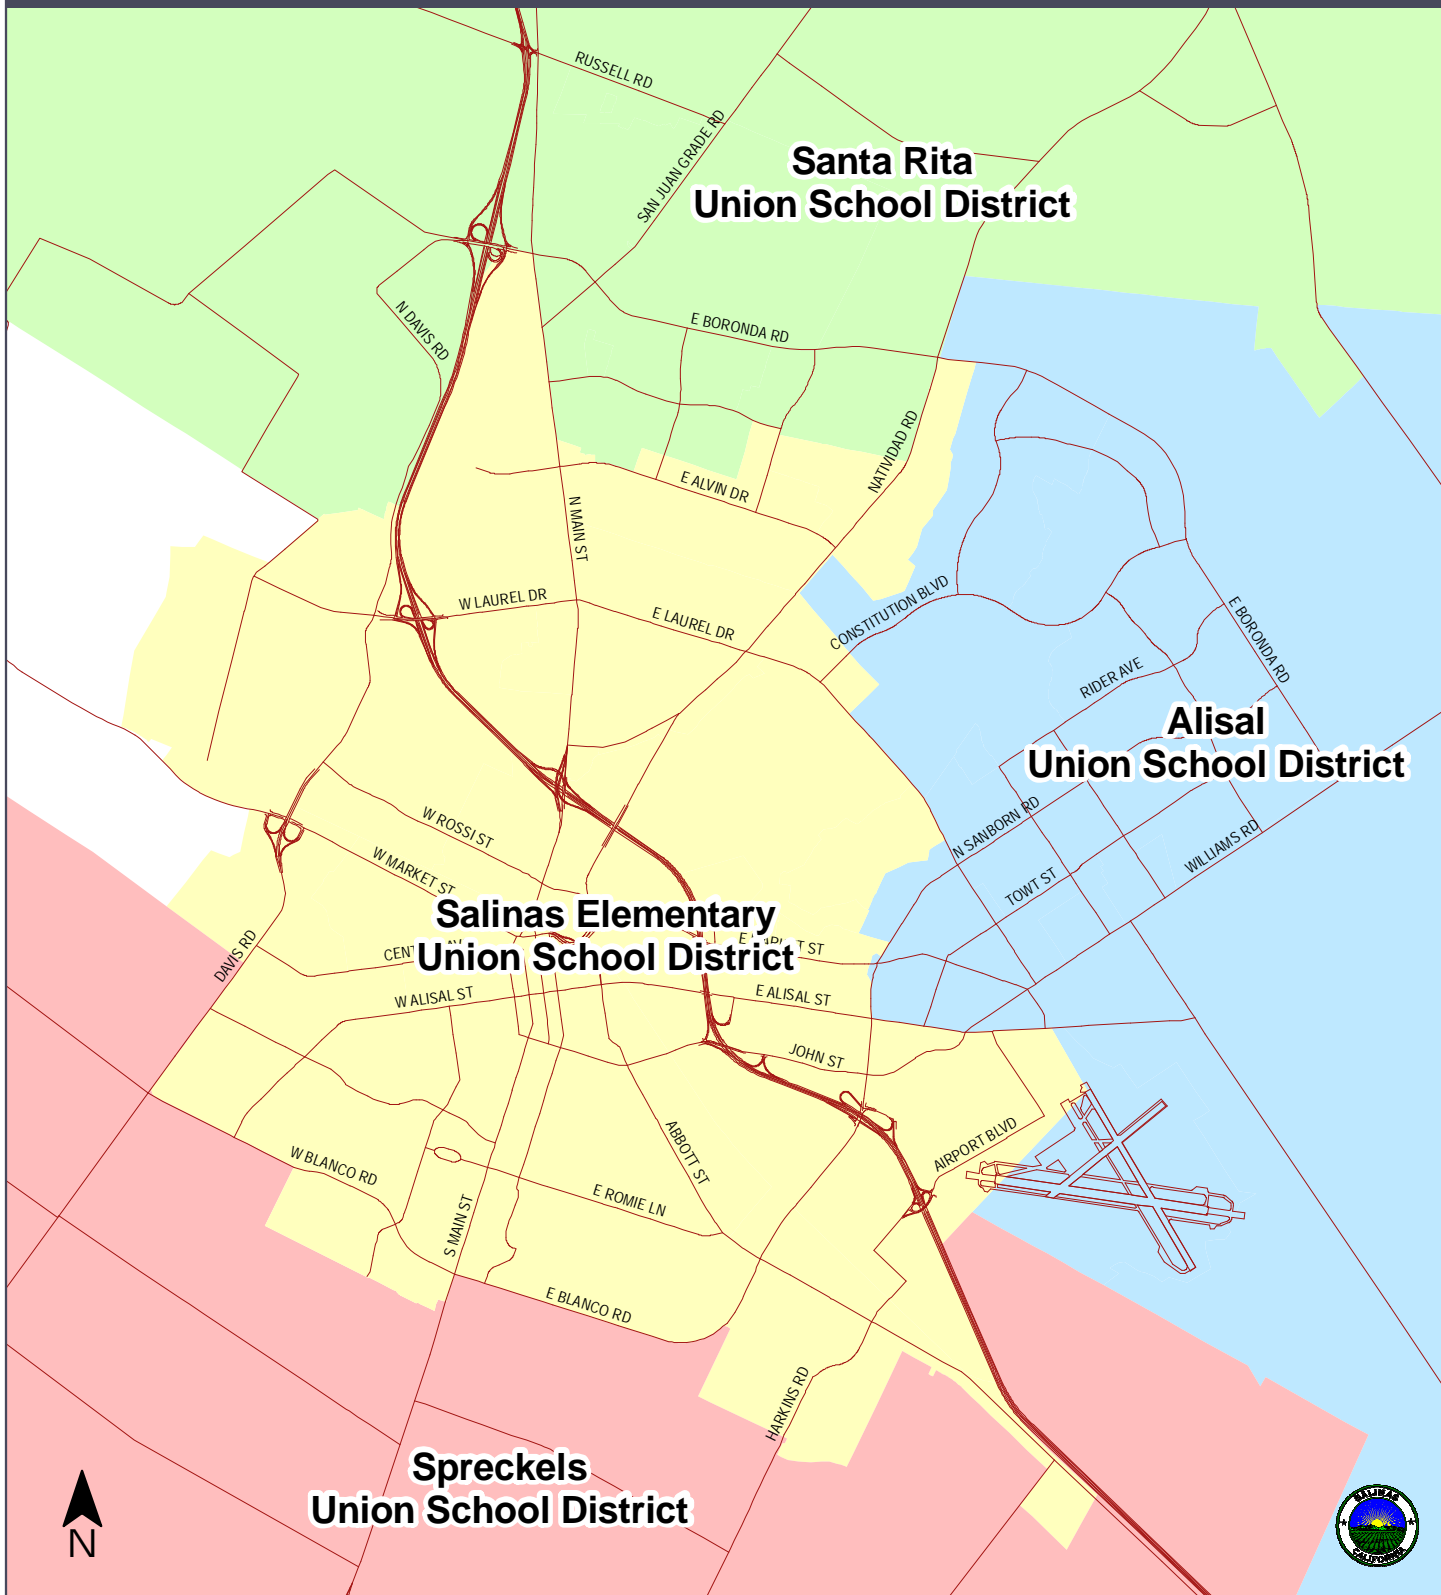 RUSSELL RD
SAN JUAN GRADE RD
Santa Rita
Union School District
N DAVIS RD
E BORONDA RD
NATIVIDAD RD
E ALVIN DR
N MAIN ST
W LAUREL DR
E LAUREL DR
CONSTITUTION BLVD
E BORONDA RD
RIDER AVE
Alisal
Union School District
N SANBORN RD
WILLIAMS RD
TOWT ST
W ROSSI ST
W MARKET ST
Salinas Elementary
Union School District
ST
DAVIS RD
W ALISAL ST
E ALISAL ST
JOHN ST
ABBOTT ST
AIRPORT BLVD
W BLANCO RD
E ROMIE LN
S MAIN ST
E BLANCO RD
HARKINS RD
Spreckels
Union School District
N
SALINAS
CALIFORNIA